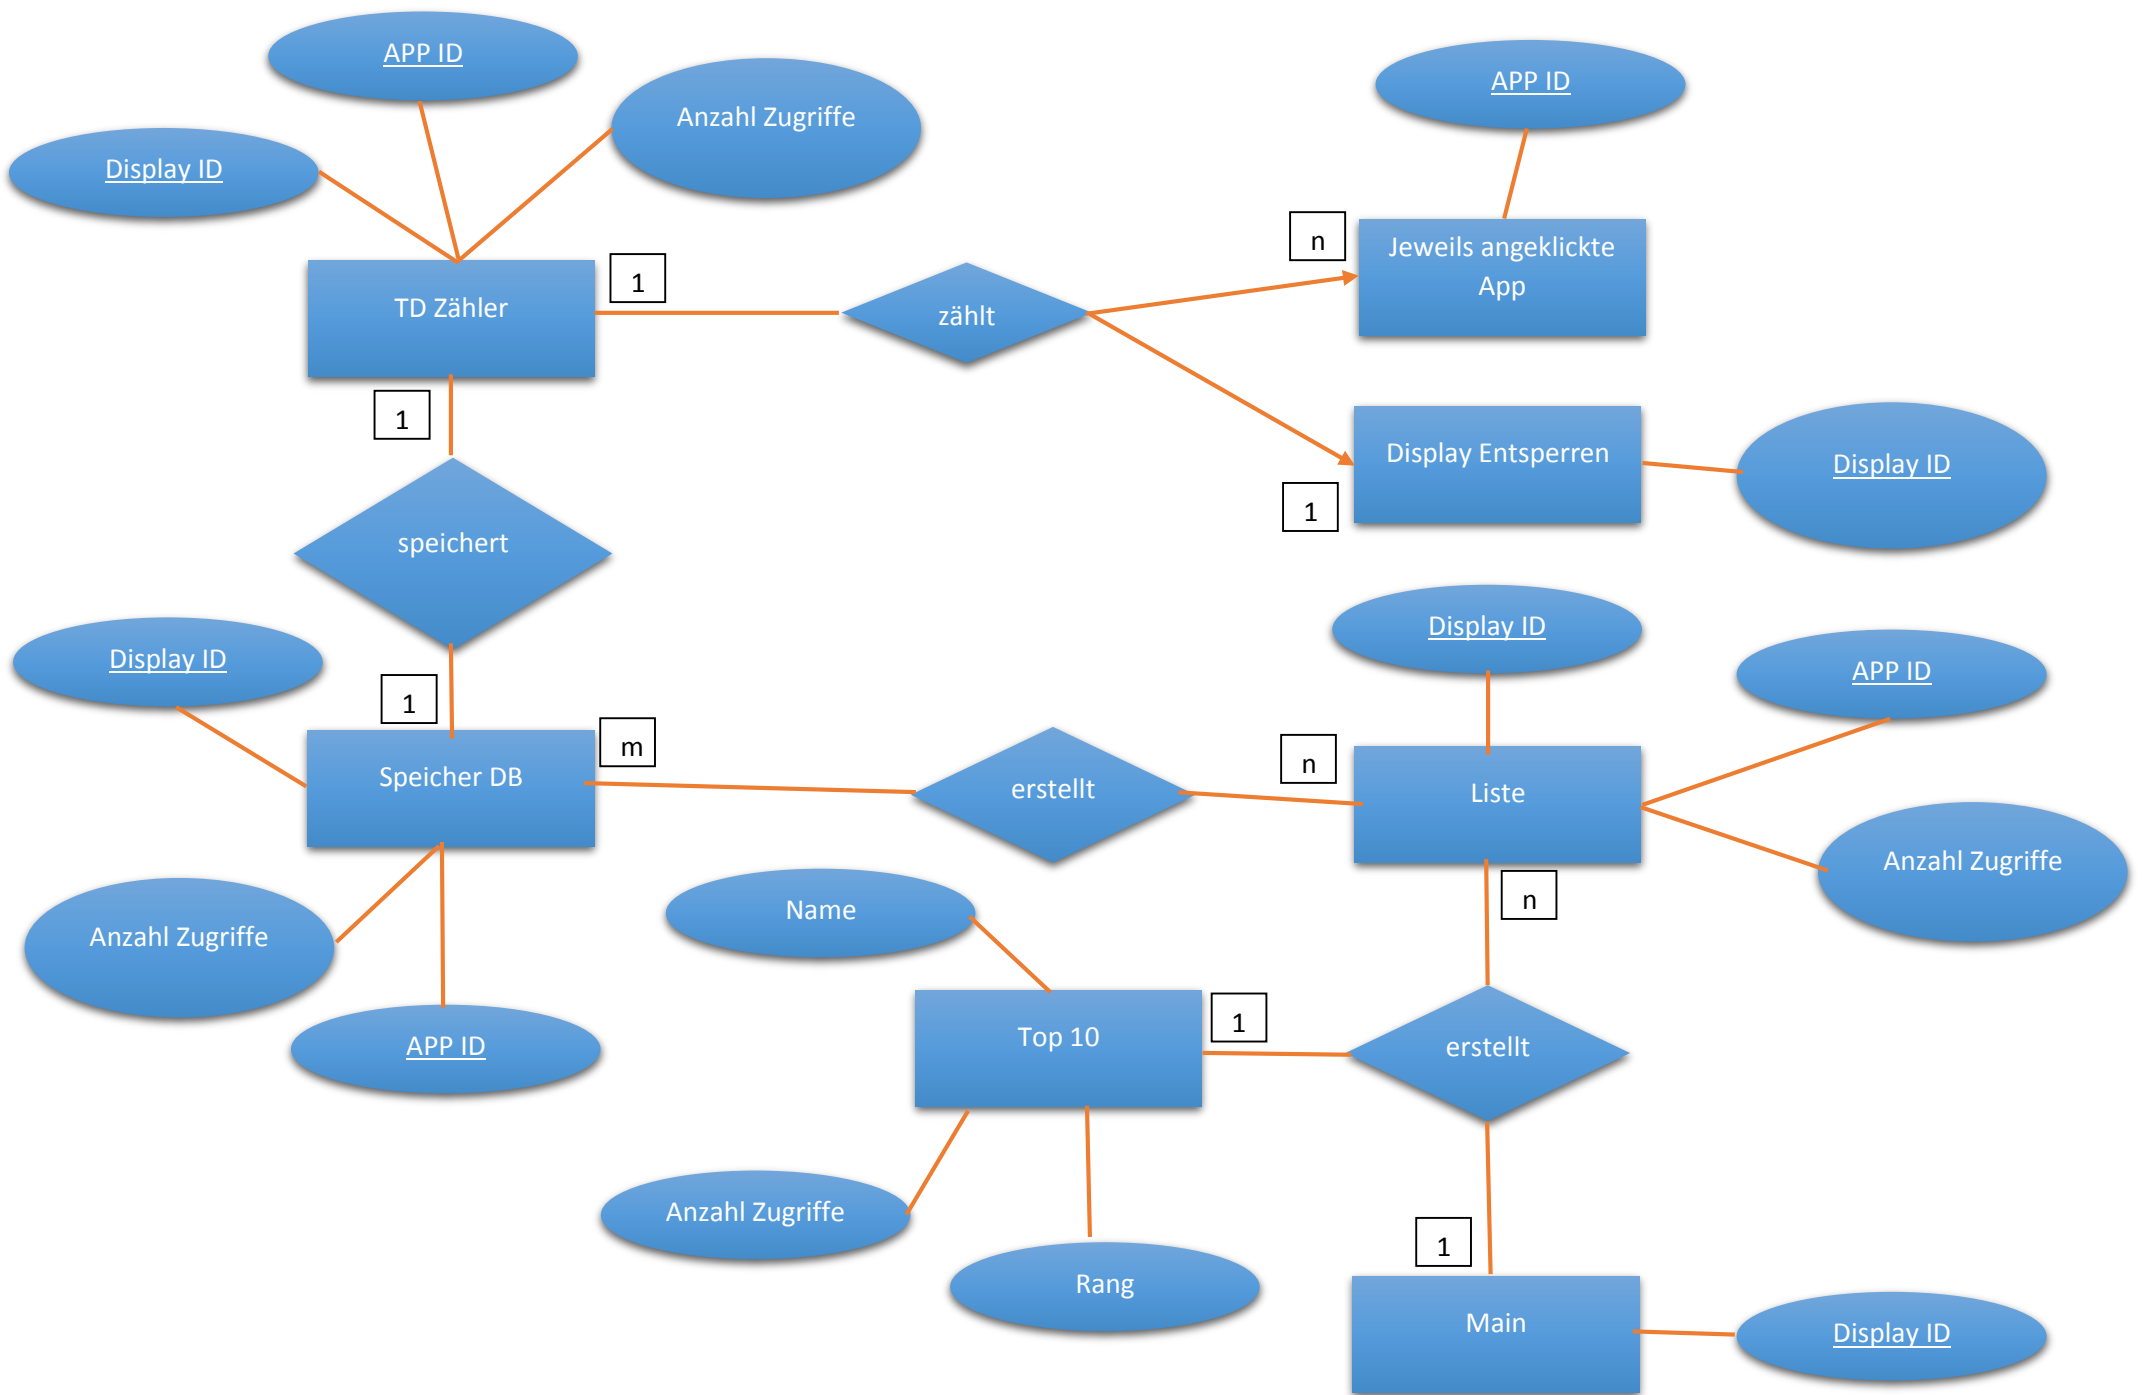 APP ID
APP ID
Anzahl Zugriffe
Display ID
n
Jeweils angeklickte
App
1
TD Zähler
zählt
1
Display Entsperren
Display ID
1
speichert
Display ID
Display ID
APP ID
1
m
n
Speicher DB
erstellt
Liste
Anzahl Zugriffe
n
Name
Anzahl Zugriffe
1
Top 10
erstellt
APP ID
Anzahl Zugriffe
1
Rang
Main
Display ID